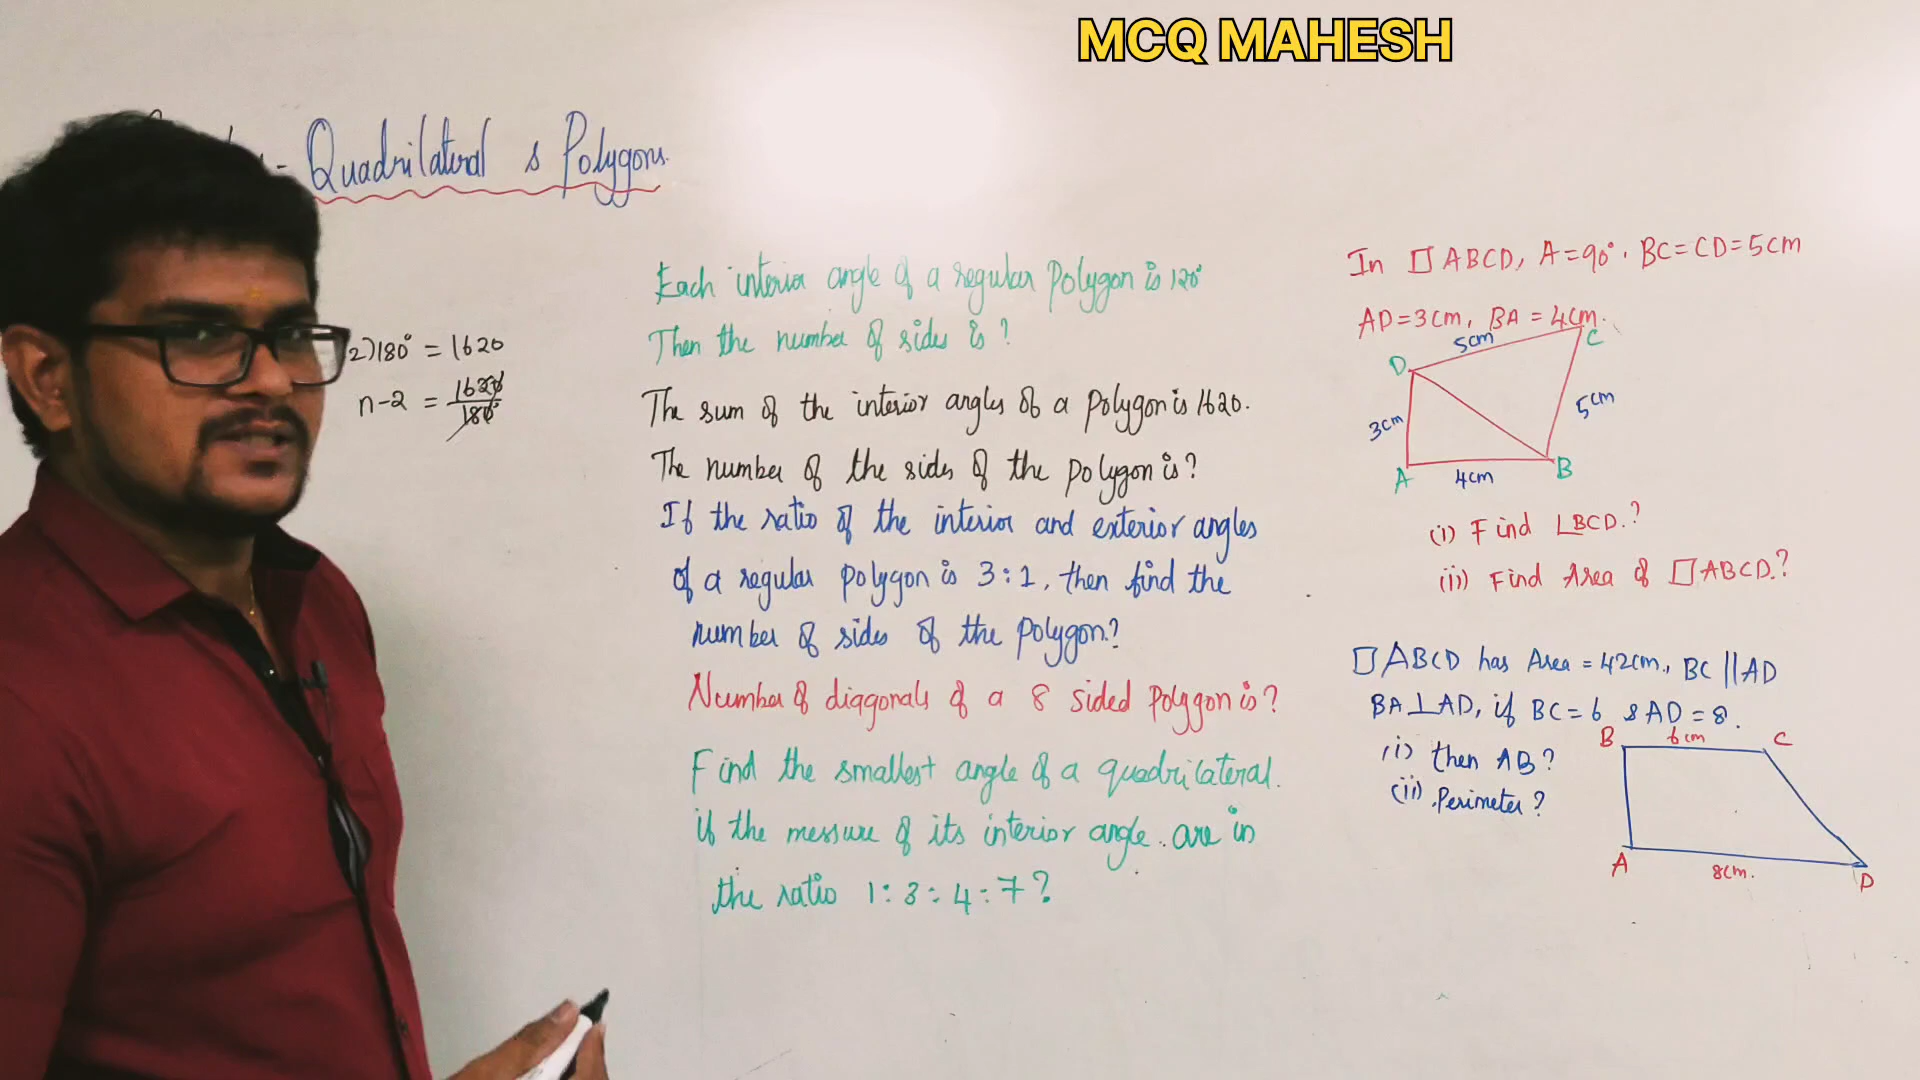 MCQ MAHESH
- Quadrilateral & Polygons.
2)180° = 1620
n-2 = 1620/180°
Each interior angle of a regular polygon is 120°
Then the number of sides is ?
The sum of the interior angles of a polygon is 1620.
The number of the sides of the polygon is?
If the ratio of the interior and exterior angles
of a regular polygon is 3:1, then find the
number of sides of the polygon?
Number of diagonals of a 8 sided polygon is?
Find the smallest angle of a quadrilateral.
if the messure of its interior angle. are in
the ratio 1:3:4:7?
In □ABCD, A=90°. BC=CD=5cm
AD=3cm, BA=4cm.
5cm
C
D
5cm
3cm
A
4cm
B
(i) Find ∠BCD.?
(ii) Find Area of □ABCD.?
□ABCD has Area = 42cm., BC || AD
BA⊥AD, if BC=6 & AD=8.
B 6cm C
(i) then AB?
(ii) Perimeter?
A
8cm.
D